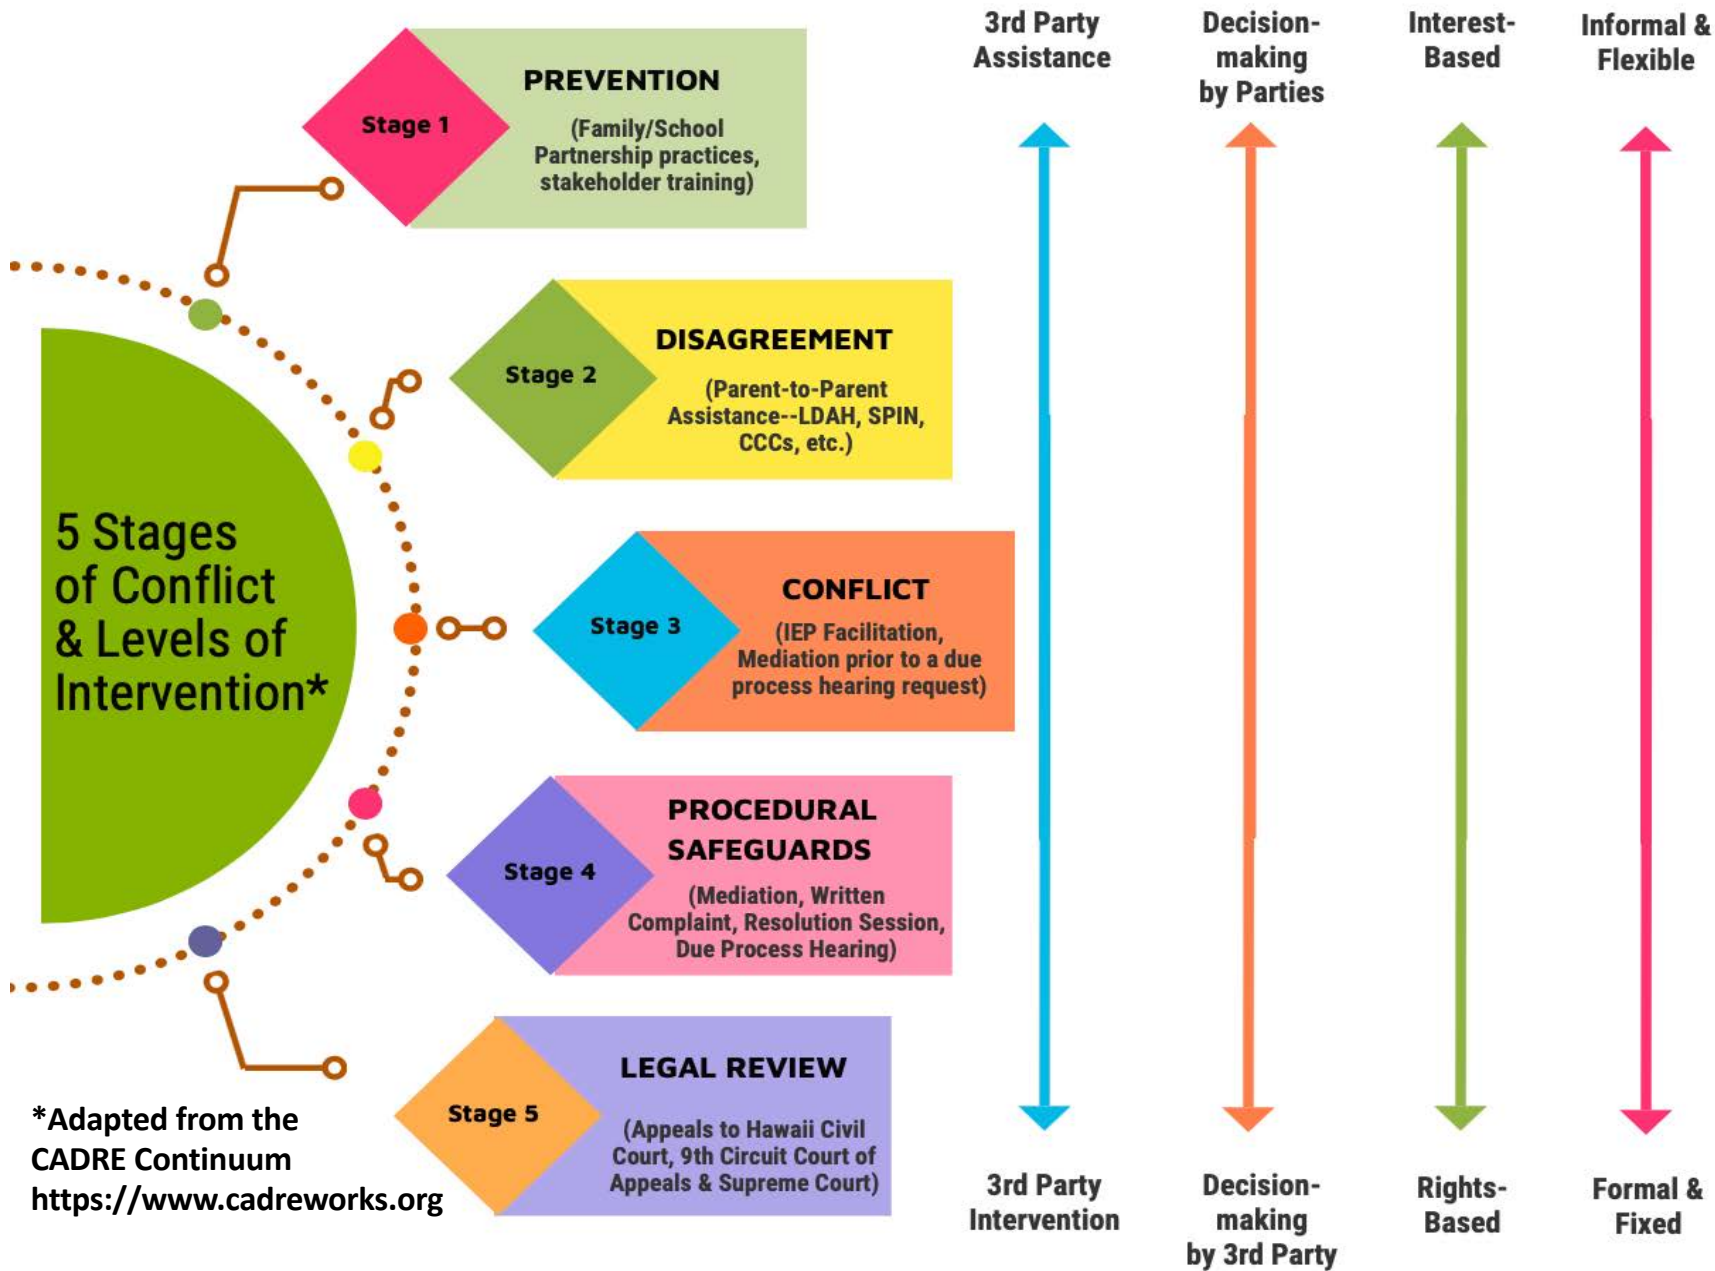 5 Stages
of Conflict
& Levels of
Intervention*
Stage 1
PREVENTION
(Family/School
Partnership practices,
stakeholder training)
Stage 2
DISAGREEMENT
(Parent-to-Parent
Assistance--LDAH, SPIN,
CCCs, etc.)
Stage 3
CONFLICT
(IEP Facilitation,
Mediation prior to a due
process hearing request)
Stage 4
PROCEDURAL
SAFEGUARDS
(Mediation, Written
Complaint, Resolution Session,
Due Process Hearing)
Stage 5
LEGAL REVIEW
(Appeals to Hawaii Civil
Court, 9th Circuit Court of
Appeals & Supreme Court)
*Adapted from the
CADRE Continuum
https://www.cadreworks.org
3rd Party
Assistance
Decision-
making
by Parties
Interest-
Based
Informal &
Flexible
3rd Party
Intervention
Decision-
making
by 3rd Party
Rights-
Based
Formal &
Fixed